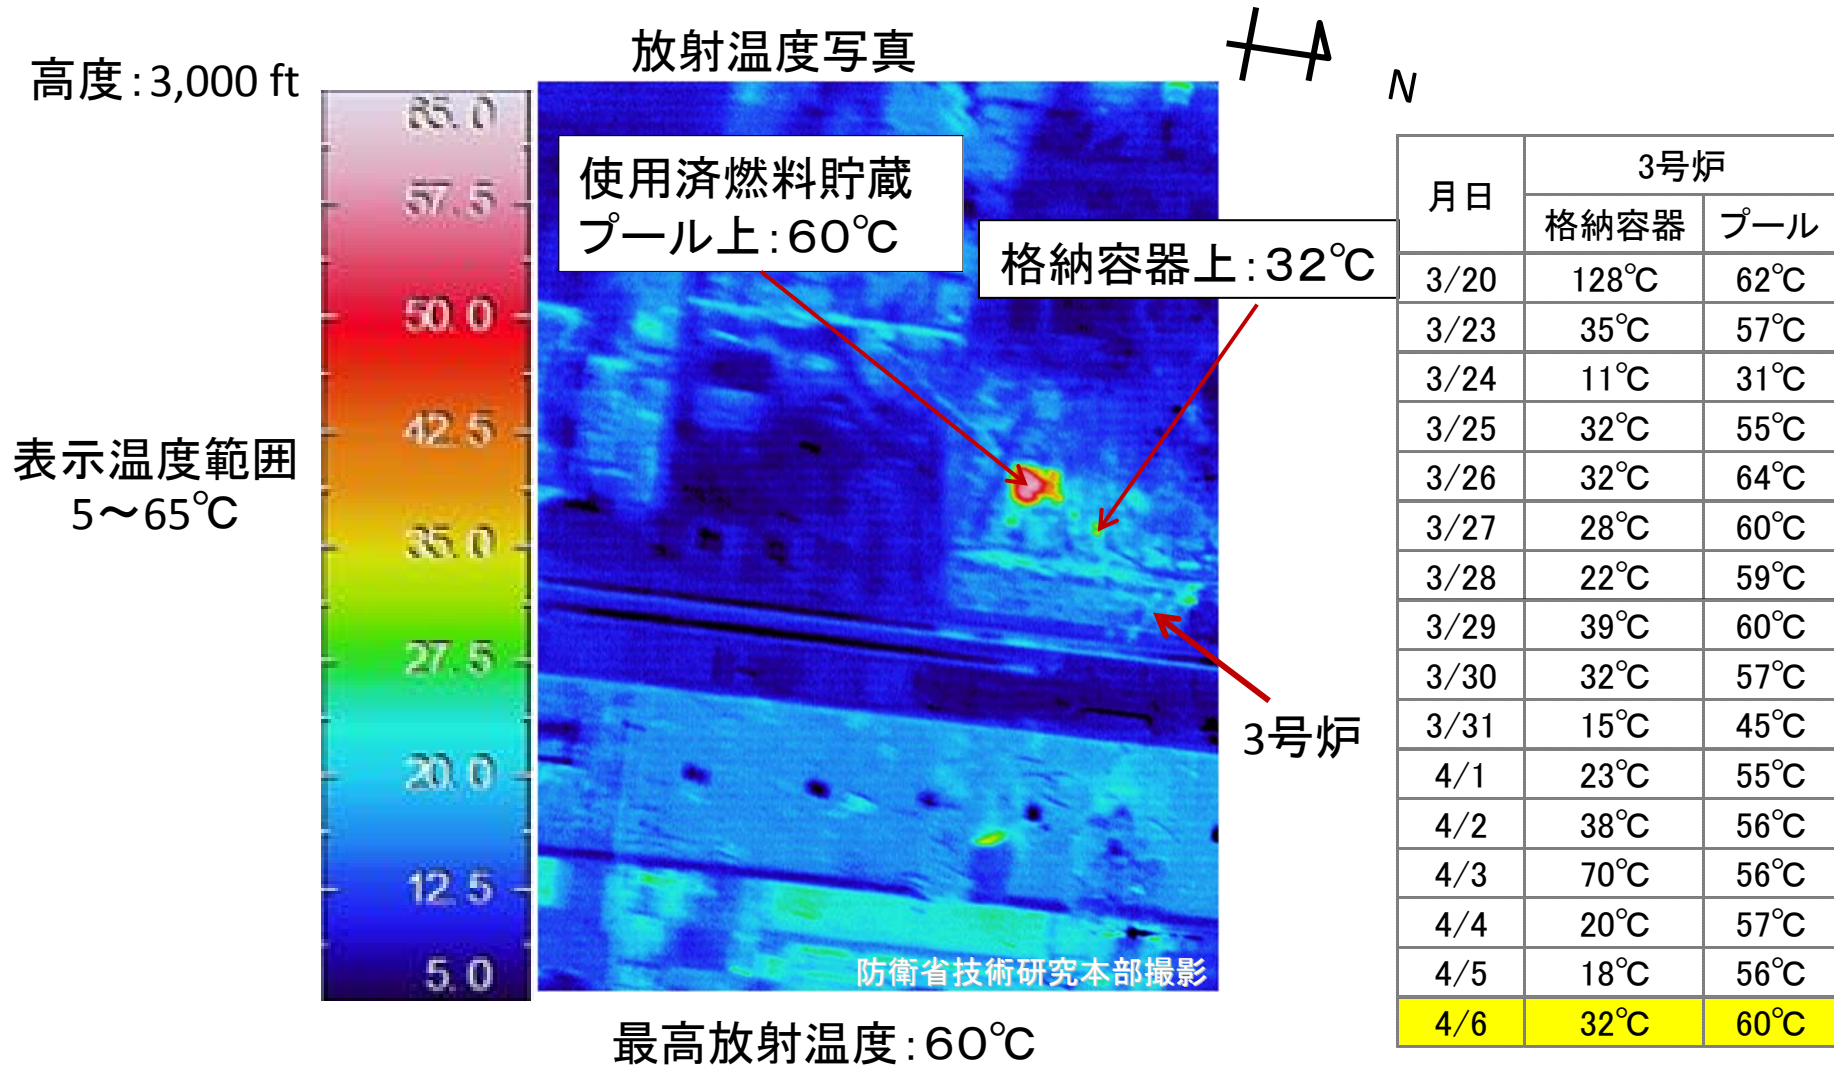 放射温度写真
高度：3,000 ft
N
65.0
57.5
50.0
42.5
35.0
27.5
20.0
12.5
5.0
表示温度範囲
5～65℃
使用済燃料貯蔵
プール上：60℃
格納容器上：32℃
3号炉
防衛省技術研究本部撮影
最高放射温度：60℃
月日 3号炉
格納容器 プール
3/20 128℃ 62℃
3/23 35℃ 57℃
3/24 11℃ 31℃
3/25 32℃ 55℃
3/26 32℃ 64℃
3/27 28℃ 60℃
3/28 22℃ 59℃
3/29 39℃ 60℃
3/30 32℃ 57℃
3/31 15℃ 45℃
4/1 23℃ 55℃
4/2 38℃ 56℃
4/3 70℃ 56℃
4/4 20℃ 57℃
4/5 18℃ 56℃
4/6 32℃ 60℃